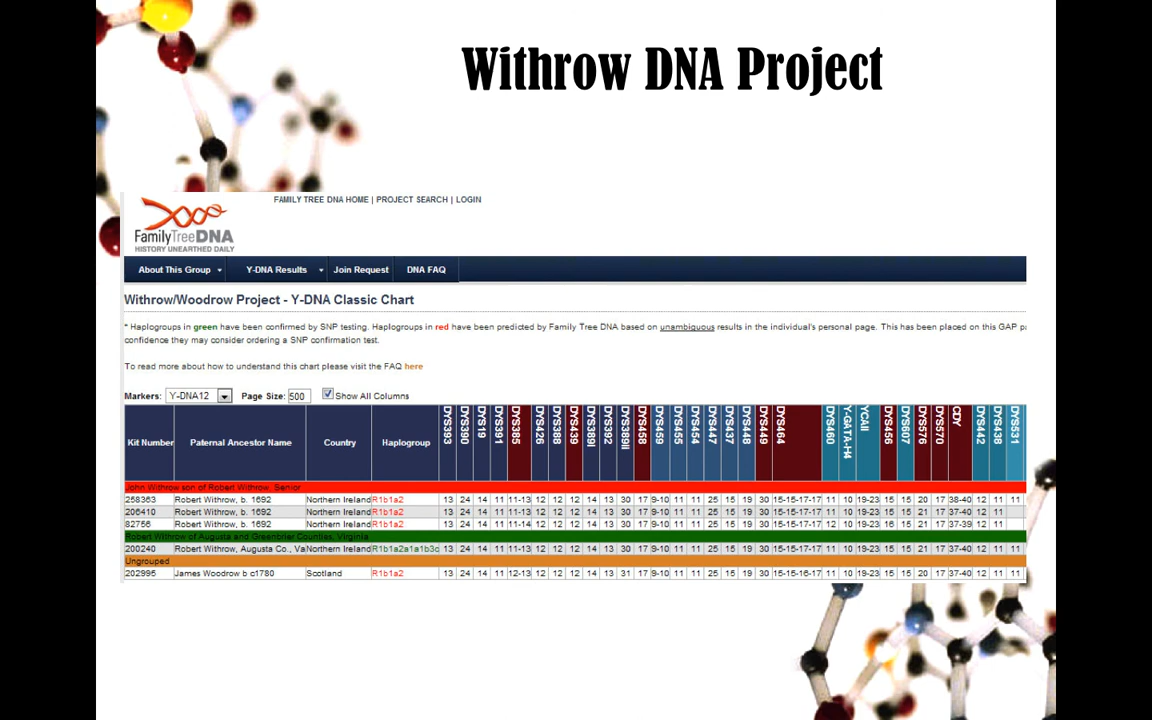 Withrow DNA Project
FAMILY TREE DNA HOME | PROJECT SEARCH | LOGIN
FamilyTreeDNA
HISTORY UNEARTHED DAILY
About This Group Y-DNA Results Join Request DNA FAQ
Withrow/Woodrow Project - Y-DNA Classic Chart
* Haplogroups in green have been confirmed by SNP testing. Haplogroups in red have been predicted by Family Tree DNA based on unambiguous results in the individual's personal page. This has been placed on this GAP pa
confidence they may consider ordering a SNP confirmation test.
To read more about how to understand this chart please visit the FAQ here
Markers: Y-DNA12 Page Size: 500 Show All Columns
Kit Number Paternal Ancestor Name Country Haplogroup DYS393 DYS390 DYS19 DYS391 DYS385 DYS426 DYS388 DYS439 DYS389I DYS392 DYS389II DYS458 DYS459 DYS455 DYS454 DYS447 DYS437 DYS448 DYS449 DYS464 DYS460 Y-GATA-H4 YCAII DYS456 DYS607 DYS576 DYS570 CDY DYS442 DYS438 DYS531
John Withrow son of Robert Withrow, Senior
258363 Robert Withrow, b. 1692 Northern Ireland R1b1a2 13 24 14 11 11-13 12 12 12 14 13 30 17 9-10 11 11 25 15 19 30 15-15-17-17 11 10 19-23 15 15 20 17 38-40 12 11 11
206410 Robert Withrow, b. 1692 Northern Ireland R1b1a2 13 24 14 11 11-13 12 12 12 14 13 30 17 9-10 11 11 25 15 19 30 15-15-17-17 11 10 19-23 15 15 21 17 37-40 12 11
82756 Robert Withrow, b. 1692 Northern Ireland R1b1a2 13 24 14 11 11-14 12 12 12 14 13 30 17 9-10 11 11 25 15 19 30 15-15-17-17 12 10 19-23 16 15 21 17 37-39 12 11
Robert Withrow of Augusta and Greenbrier Counties, Virginia
200240 Robert Withrow, Augusta Co., Va Northern Ireland R1b1a2a1a1b3c 13 24 14 11 11-13 12 12 12 14 13 30 17 9-10 11 11 25 15 19 30 15-15-17-17 11 10 19-23 15 15 21 17 37-40 12 11 11
Ungrouped
202995 James Woodrow b c1780 Scotland R1b1a2 13 24 14 11 12-13 12 12 12 14 13 31 17 9-10 11 11 25 15 19 30 15-15-16-17 11 10 19-23 15 15 20 17 37-40 12 11 11